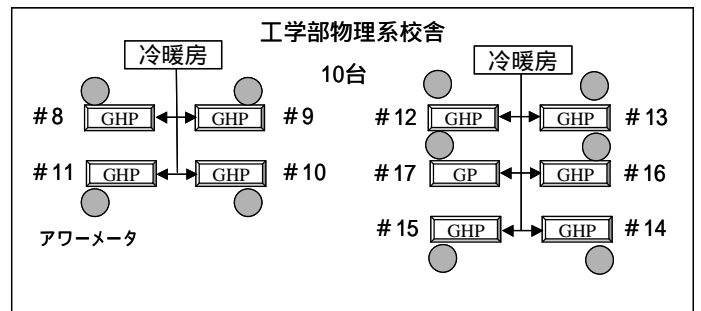 工学部物理系校舎
冷暖房
10台
冷暖房
#8 GHP GHP #9
#11 GHP GHP #10
アワーメータ
#12 GHP GHP #13
#17 GP GHP #16
#15 GHP GHP #14